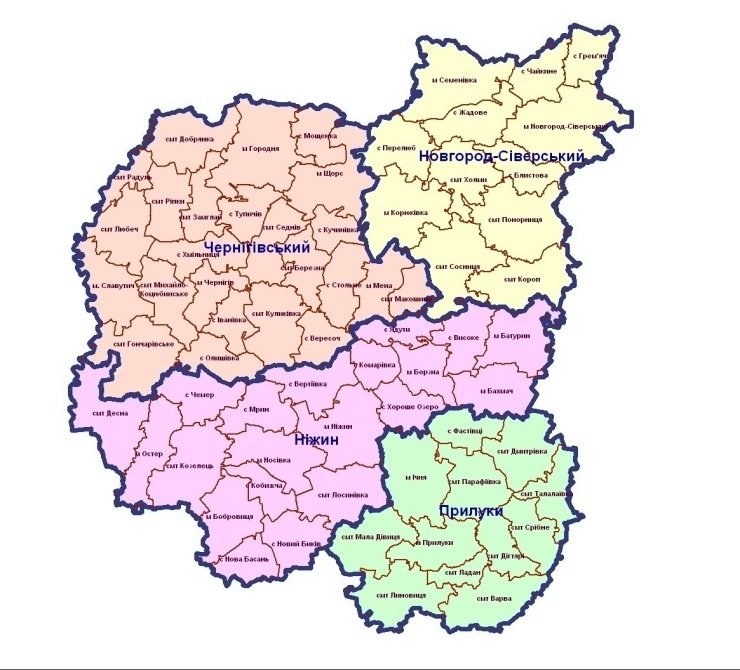 с Грем'яч
с Чайкине
м Семенівка
с Жадове
м Новгород-Сіверський
с Перелюб
Новгород-Сіверський
с Блистова
смт Холми
м Корюківка
смт Понорниця
смт Сосниця
смт Короп
смт Добрянка
с Мощенка
м Городня
м Щорс
смт Радуль
смт Ріпки
смт Замглай
с Тупичів
смт Седнів
с Кучинівка
смт Любеч
Чернігівський
с Хмільниця
смт Березна
м. Славутич
смт Михайло-
Коцюбинське
м Чернігів
с Стольне
м Мена
смт Макошине
с Іванівка
смт Куликівка
с Вересоч
смт Гончарівське
с Олишівка
с Ядути
с Високе
м Батурин
с Комарівка
м Борзна
м Бахмач
с Хороше Озеро
с Вертіївка
с Чемер
с Мрин
смт Десна
м Ніжин
Ніжин
м Остер
смт Козелець
м Носівка
с Кобижча
смт Лосинівка
м Бобровиця
с Новий Биків
с Нова Басань
с Фастівці
смт Дмитрівка
м Ічня
смт Парафіївка
смт Талалаївка
Прилуки
смт Срібне
смт Мала Дівиця
м Прилуки
смт Дігтярі
смт Ладан
смт Линовиця
смт Варва